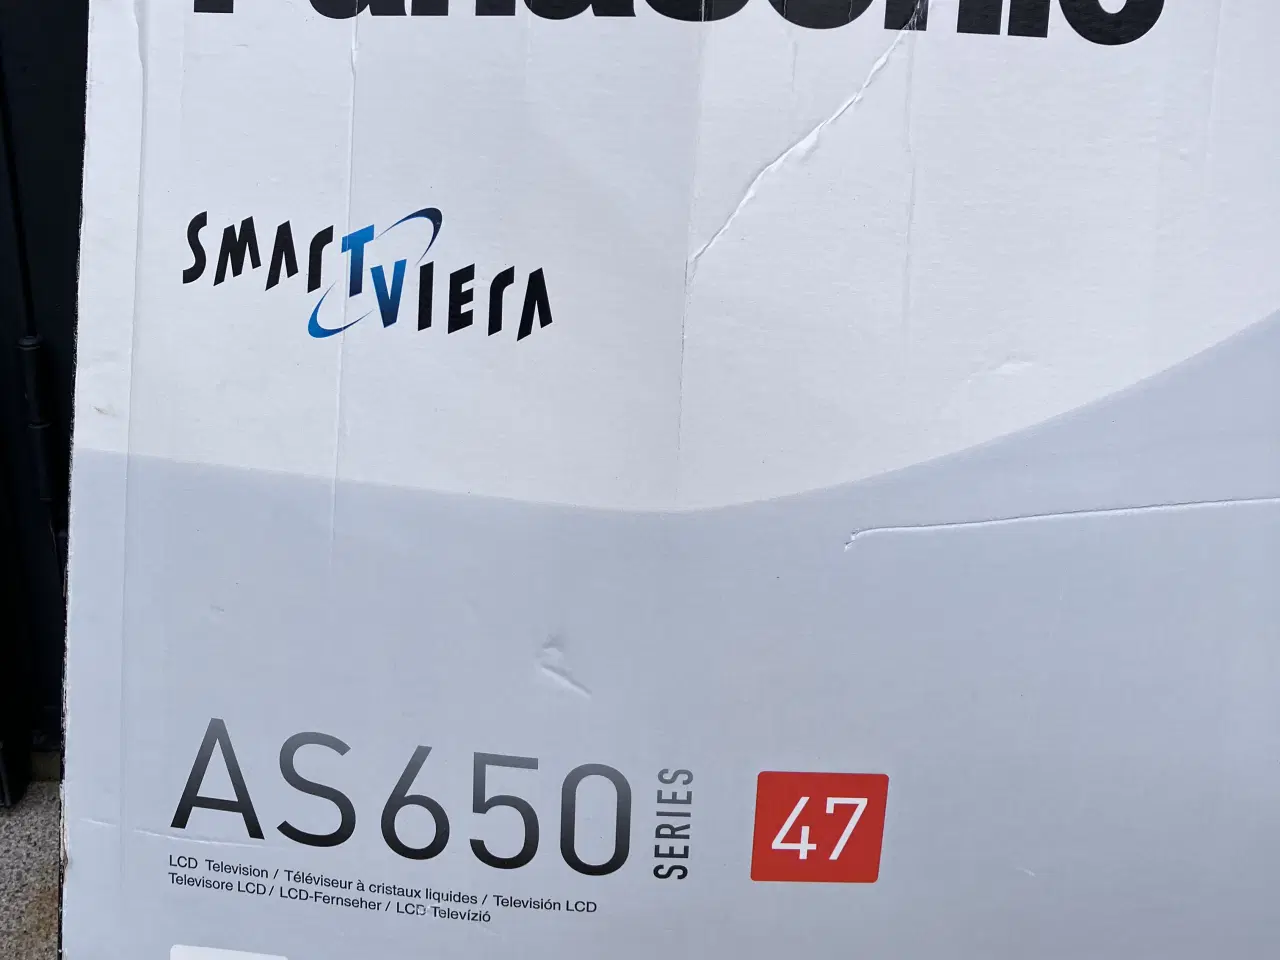 Panasonic
SMART VIERA
AS650 SERIES 47
LCD Television / Téléviseur à cristaux liquides / Televisión LCD
Televisore LCD / LCD-Fernseher / LCD Televízió